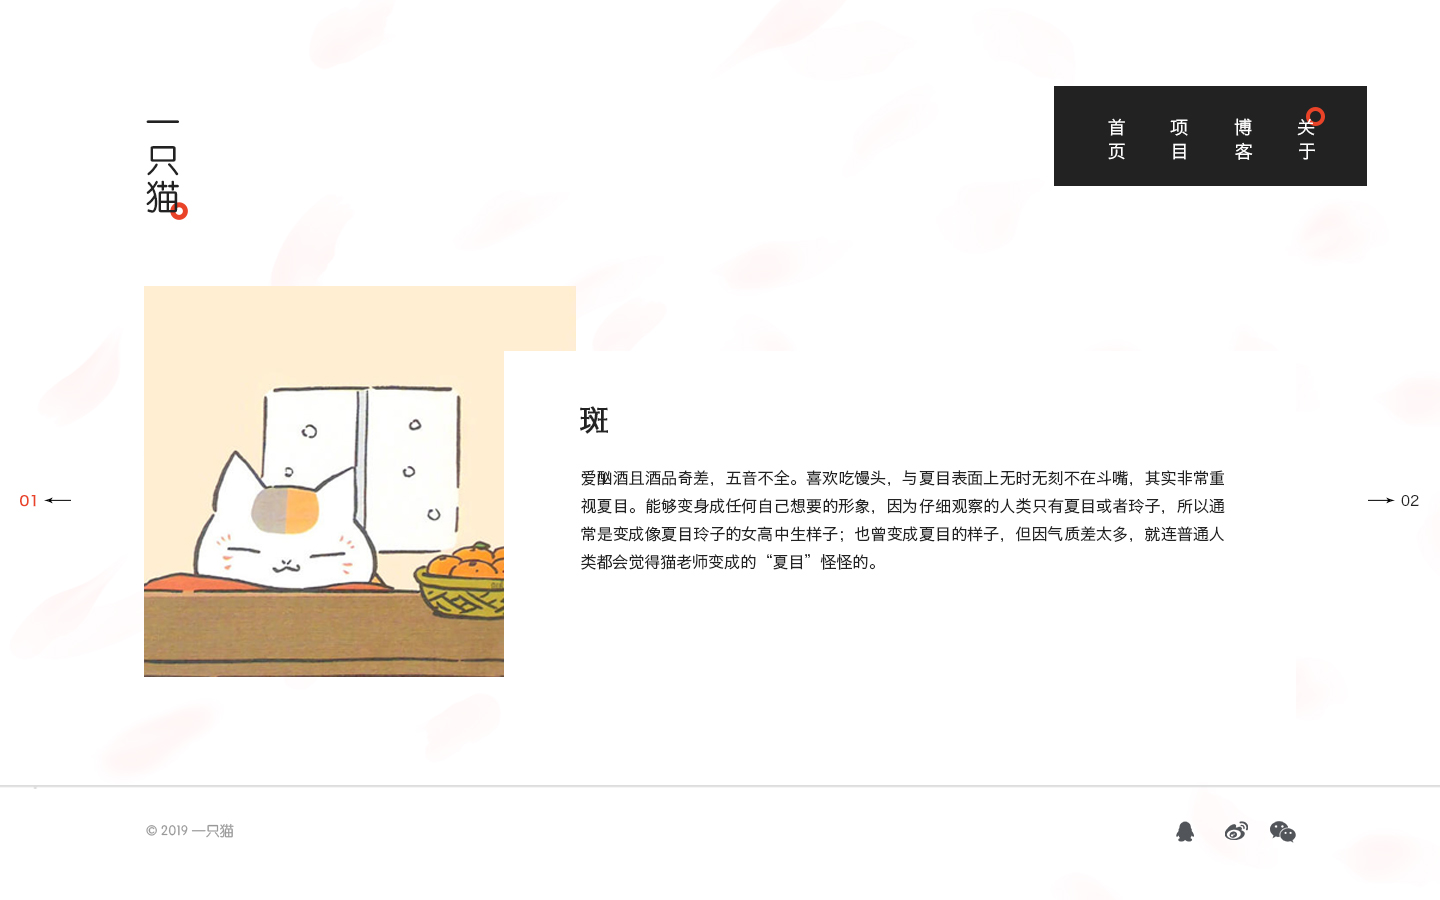 一只猫
首页
项目
博客
关于
斑
爱酗酒且酒品奇差，五音不全。喜欢吃馒头，与夏目表面上无时无刻不在斗嘴，其实非常重
视夏目。能够变身成任何自己想要的形象，因为仔细观察的人类只有夏目或者玲子，所以通
常是变成像夏目玲子的女高中生样子；也曾变成夏目的样子，但因气质差太多，就连普通人
类都会觉得猫老师变成的“夏目”怪怪的。
01
02
© 2019 一只猫